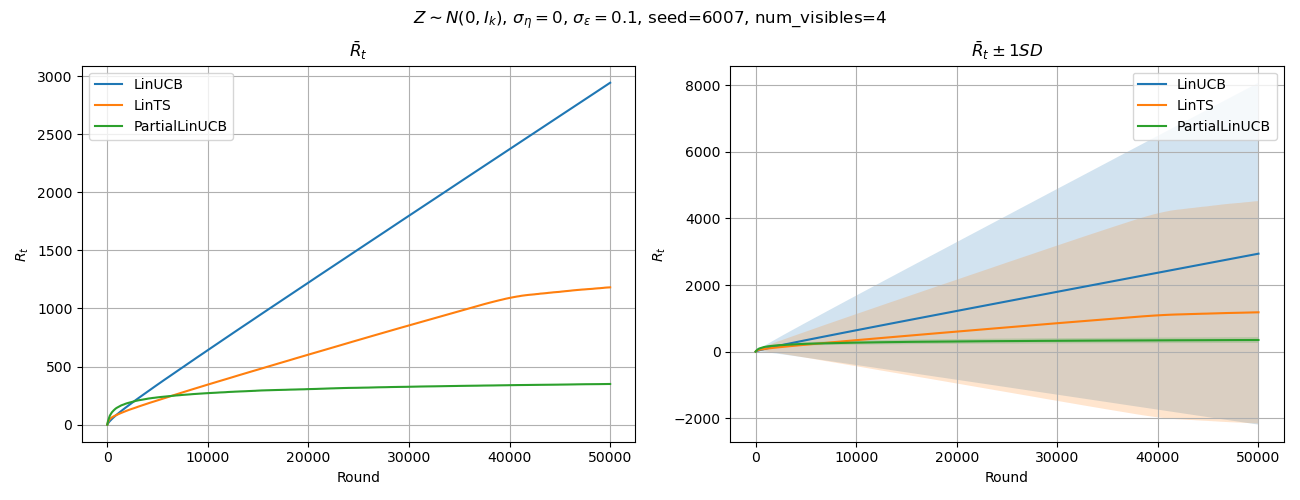 Z ∼ N(0, I_k), σ_η = 0, σ_ε = 0.1, seed=6007, num_visibles=4
R̄_t
LinUCB
LinTS
PartialLinUCB
3000
2500
2000
1500
1000
500
0
R_t
0 10000 20000 30000 40000 50000
Round
R̄_t ± 1SD
LinUCB
LinTS
PartialLinUCB
8000
6000
4000
2000
0
−2000
R_t
0 10000 20000 30000 40000 50000
Round